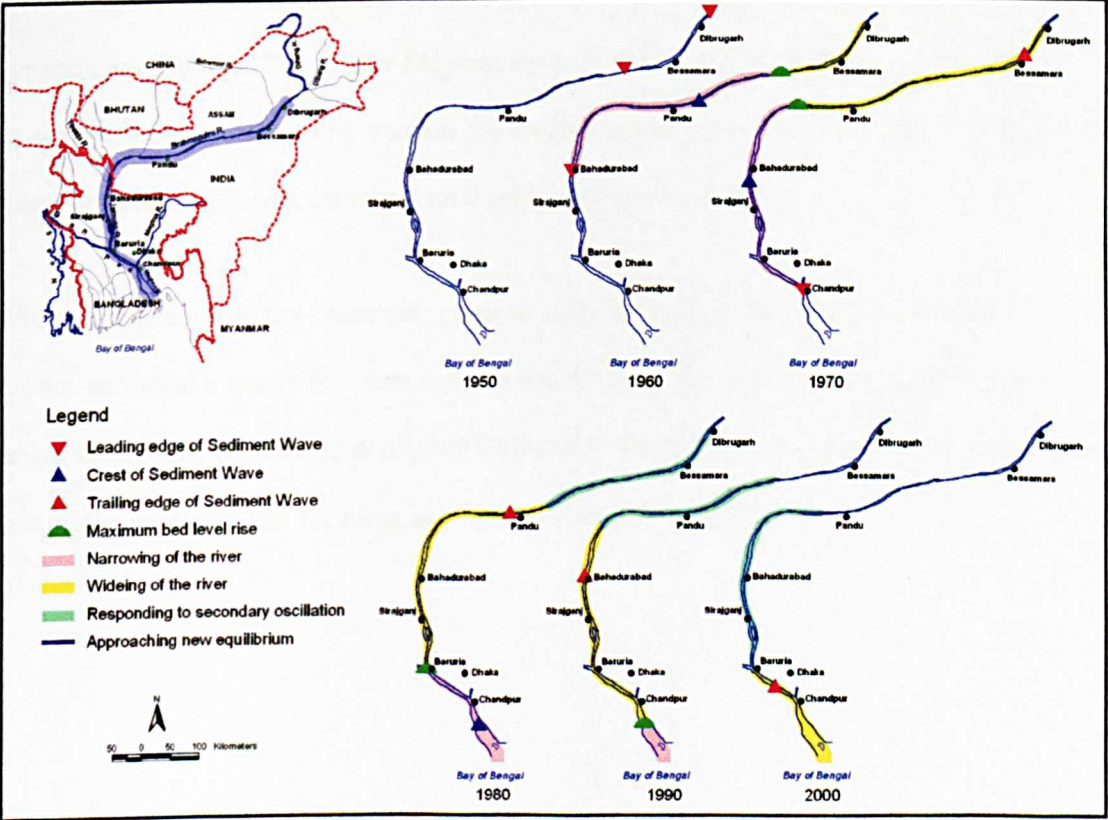 CHINA
BHUTAN
ASSAM
Dibrugarh
Bessamara
Pandu
INDIA
Bahadurabad
Sirajganj
Baruria
Dhaka
Chandpur
BANGLADESH
MYANMAR
Bay of Bengal
Dibrugarh
Bessamara
Pandu
Bahadurabad
Sirajganj
Baruria
Dhaka
Chandpur
Bay of Bengal
1950
Dibrugarh
Bessamara
Pandu
Bahadurabad
Sirajganj
Baruria
Dhaka
Chandpur
Bay of Bengal
1960
Dibrugarh
Bessamara
Pandu
Bahadurabad
Sirajganj
Baruria
Dhaka
Chandpur
Bay of Bengal
1970
Legend
Leading edge of Sediment Wave
Crest of Sediment Wave
Trailing edge of Sediment Wave
Maximum bed level rise
Narrowing of the river
Wideing of the river
Responding to secondary oscillation
Approaching new equilibrium
N
50 0 50 100 Kilometers
Dibrugarh
Bessamara
Pandu
Bahadurabad
Sirajganj
Baruria
Dhaka
Chandpur
Bay of Bengal
1980
Dibrugarh
Bessamara
Pandu
Bahadurabad
Sirajganj
Baruria
Dhaka
Chandpur
Bay of Bengal
1990
Dibrugarh
Bessamara
Pandu
Bahadurabad
Sirajganj
Baruria
Dhaka
Chandpur
Bay of Bengal
2000